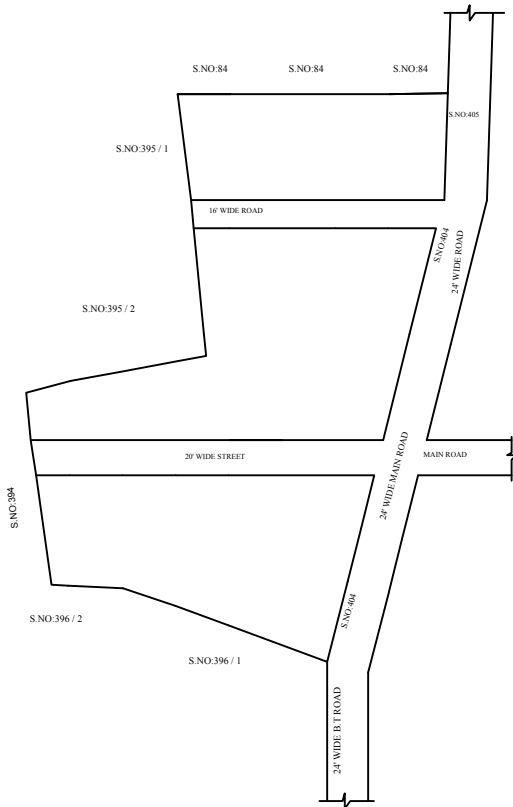 S.NO:84
S.NO:84
S.NO:84
S.NO:405
S.NO:395 / 1
16' WIDE ROAD
S.NO:404
24' WIDE ROAD
S.NO:395 / 2
20' WIDE STREET
24' WIDE MAIN ROAD
MAIN ROAD
S.NO:394
S.NO:396 / 2
S.NO:404
S.NO:396 / 1
24' WIDE B.T ROAD